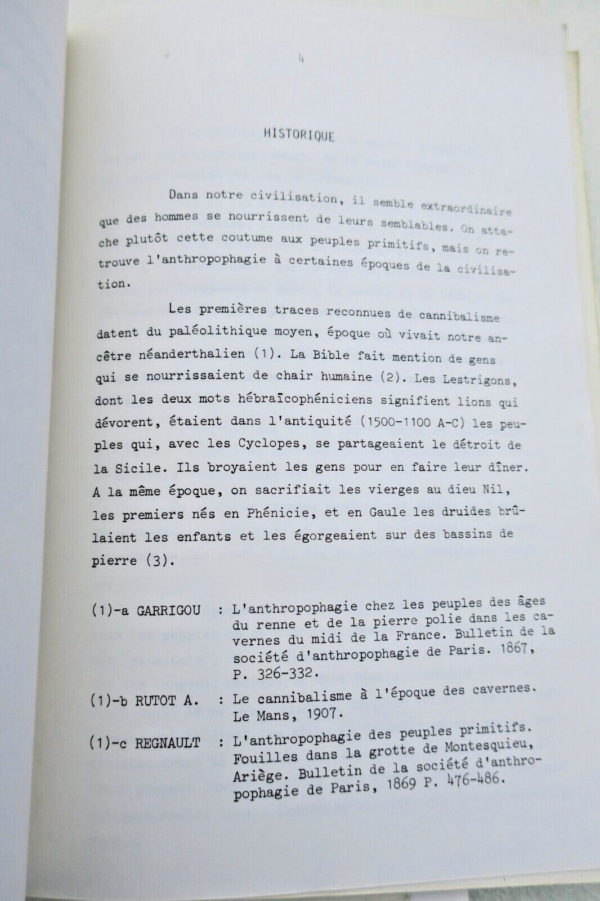 HISTORIQUE
Dans notre civilisation, il semble extraordinaire
que des hommes se nourrissent de leurs semblables. On atta-
che plutôt cette coutume aux peuples primitifs, mais on re-
trouve l'anthropophagie à certaines époques de la civilisa-
tion.
Les premières traces reconnues de cannibalisme
datent du paléolithique moyen, époque où vivait notre an-
cêtre néanderthalien (1). La Bible fait mention de gens
qui se nourrissaient de chair humaine (2). Les Lestrigons,
dont les deux mots hébraîcophéniciens signifient lions qui
dévorent, étaient dans l'antiquité (1500-1100 A-C) les peu-
ples qui, avec les Cyclopes, se partageaient le détroit de
la Sicile. Ils broyaient les gens pour en faire leur dîner.
A la même époque, on sacrifiait les vierges au dieu Nil,
les premiers nés en Phénicie, et en Gaule les druides brû-
laient les enfants et les égorgeaient sur des bassins de
pierre (3).
(1)-a GARRIGOU : L'anthropophagie chez les peuples des âges
du renne et de la pierre polie dans les ca-
vernes du midi de la France. Bulletin de la
société d'anthropophagie de Paris. 1867,
P. 326-332.
(1)-b RUTOT A. : Le cannibalisme à l'époque des cavernes.
Le Mans, 1907.
(1)-c REGNAULT : L'anthropophagie des peuples primitifs.
Fouilles dans la grotte de Montesquieu,
Ariège. Bulletin de la société d'anthro-
pophagie de Paris, 1869 P. 476-486.